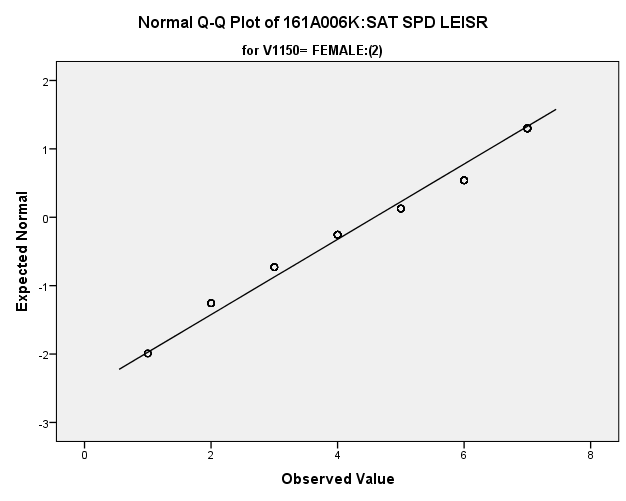 Normal Q-Q Plot of 161A006K:SAT SPD LEISR
for V1150= FEMALE:(2)
Expected Normal
2
1
0
-1
-2
-3
0 2 4 6 8
Observed Value